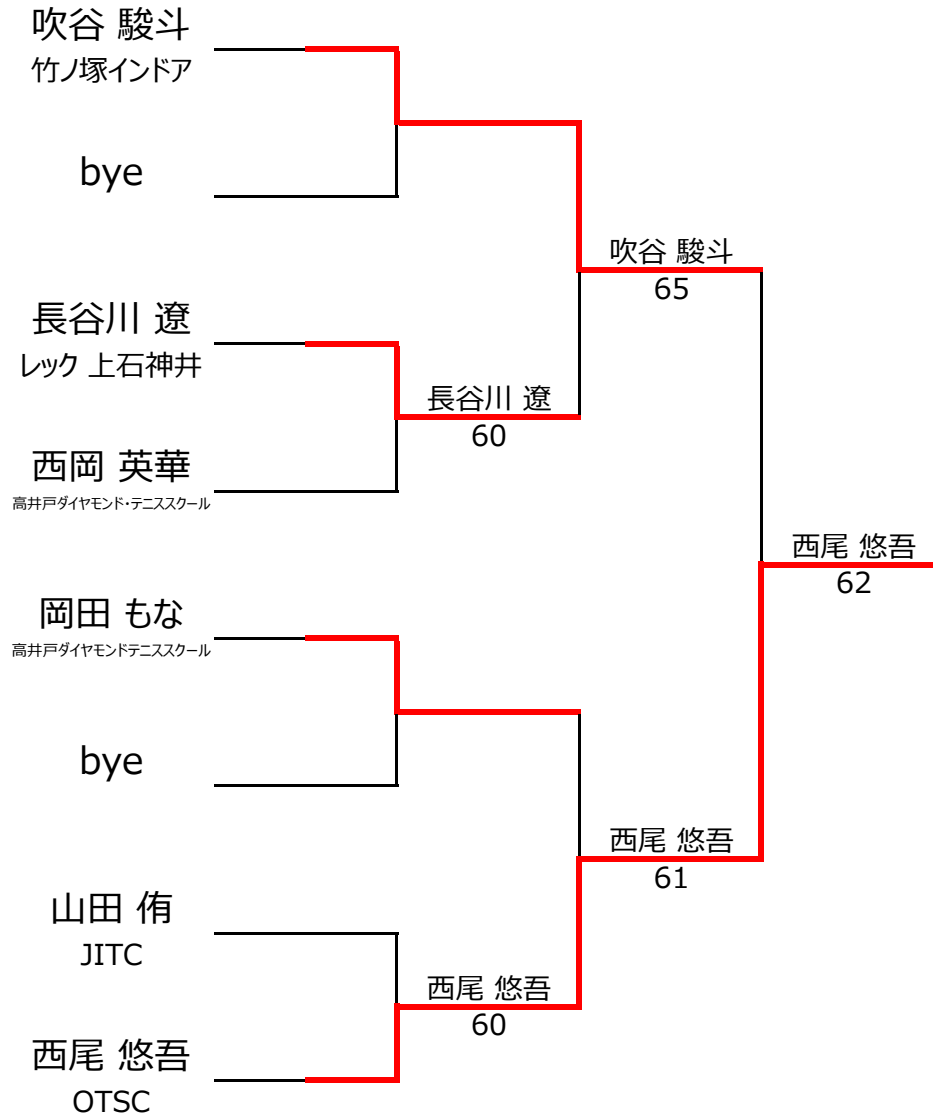 吹谷 駿斗
竹ノ塚インドア
bye
長谷川 遼
レック 上石神井
西岡 英華
高井戸ダイヤモンド・テニススクール
岡田 もな
高井戸ダイヤモンドテニススクール
bye
山田 侑
JITC
西尾 悠吾
OTSC
長谷川 遼
60
西尾 悠吾
60
吹谷 駿斗
65
西尾 悠吾
61
西尾 悠吾
62